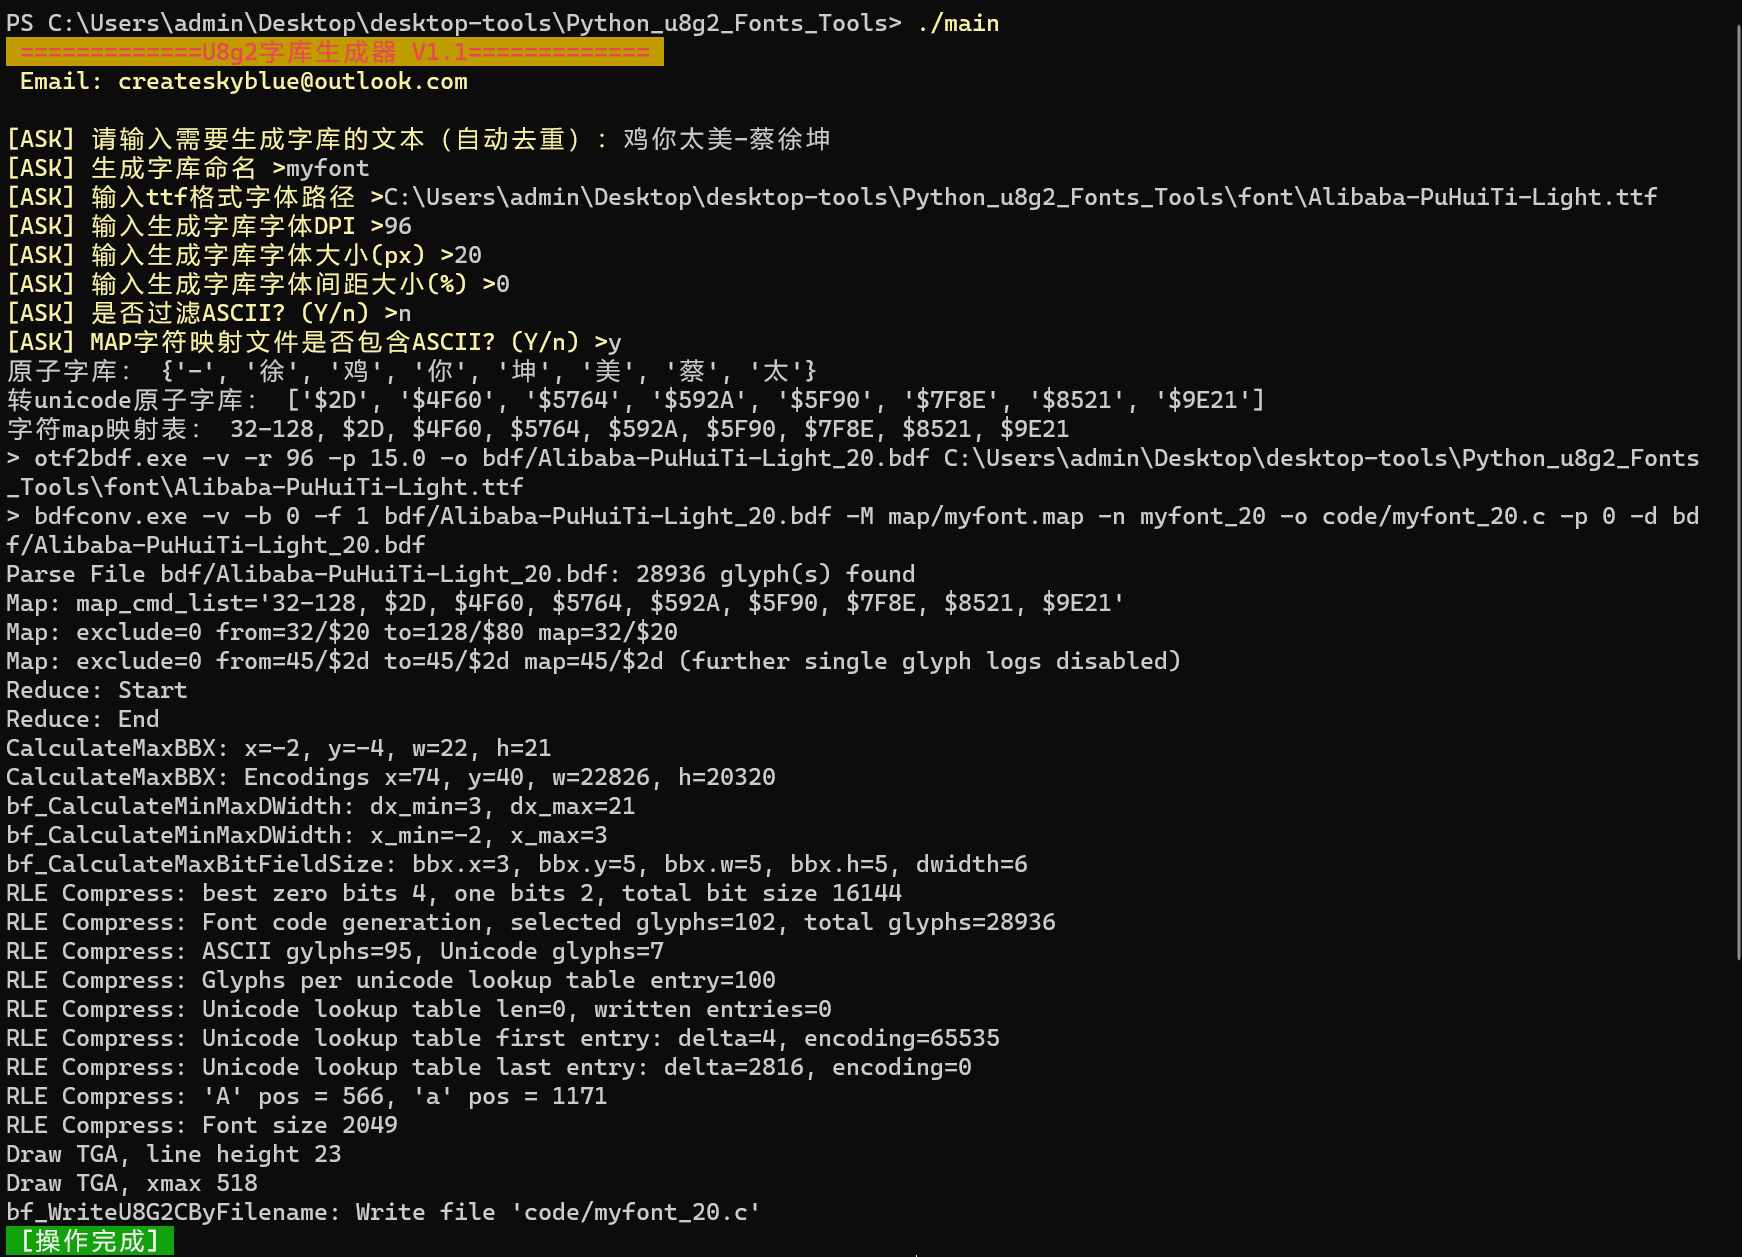 PS C:\Users\admin\Desktop\desktop-tools\Python_u8g2_Fonts_Tools> ./main
=============U8g2字库生成器 V1.1=============
Email: createskyblue@outlook.com
[ASK] 请输入需要生成字库的文本（自动去重）：鸡你太美-蔡徐坤
[ASK] 生成字库命名 >myfont
[ASK] 输入ttf格式字体路径 >C:\Users\admin\Desktop\desktop-tools\Python_u8g2_Fonts_Tools\font\Alibaba-PuHuiTi-Light.ttf
[ASK] 输入生成字库字体DPI >96
[ASK] 输入生成字库字体大小(px) >20
[ASK] 输入生成字库字体间距大小(%) >0
[ASK] 是否过滤ASCII? (Y/n) >n
[ASK] MAP字符映射文件是否包含ASCII? (Y/n) >y
原子字库： {'-', '徐', '鸡', '你', '坤', '美', '蔡', '太'}
转unicode原子字库： ['$2D', '$4F60', '$5764', '$592A', '$5F90', '$7F8E', '$8521', '$9E21']
字符map映射表： 32-128, $2D, $4F60, $5764, $592A, $5F90, $7F8E, $8521, $9E21
> otf2bdf.exe -v -r 96 -p 15.0 -o bdf/Alibaba-PuHuiTi-Light_20.bdf C:\Users\admin\Desktop\desktop-tools\Python_u8g2_Fonts
_Tools\font\Alibaba-PuHuiTi-Light.ttf
> bdfconv.exe -v -b 0 -f 1 bdf/Alibaba-PuHuiTi-Light_20.bdf -M map/myfont.map -n myfont_20 -o code/myfont_20.c -p 0 -d bd
f/Alibaba-PuHuiTi-Light_20.bdf
Parse File bdf/Alibaba-PuHuiTi-Light_20.bdf: 28936 glyph(s) found
Map: map_cmd_list='32-128, $2D, $4F60, $5764, $592A, $5F90, $7F8E, $8521, $9E21'
Map: exclude=0 from=32/$20 to=128/$80 map=32/$20
Map: exclude=0 from=45/$2d to=45/$2d map=45/$2d (further single glyph logs disabled)
Reduce: Start
Reduce: End
CalculateMaxBBX: x=-2, y=-4, w=22, h=21
CalculateMaxBBX: Encodings x=74, y=40, w=22826, h=20320
bf_CalculateMinMaxDWidth: dx_min=3, dx_max=21
bf_CalculateMinMaxDWidth: x_min=-2, x_max=3
bf_CalculateMaxBitFieldSize: bbx.x=3, bbx.y=5, bbx.w=5, bbx.h=5, dwidth=6
RLE Compress: best zero bits 4, one bits 2, total bit size 16144
RLE Compress: Font code generation, selected glyphs=102, total glyphs=28936
RLE Compress: ASCII gylphs=95, Unicode glyphs=7
RLE Compress: Glyphs per unicode lookup table entry=100
RLE Compress: Unicode lookup table len=0, written entries=0
RLE Compress: Unicode lookup table first entry: delta=4, encoding=65535
RLE Compress: Unicode lookup table last entry: delta=2816, encoding=0
RLE Compress: 'A' pos = 566, 'a' pos = 1171
RLE Compress: Font size 2049
Draw TGA, line height 23
Draw TGA, xmax 518
bf_WriteU8G2CByFilename: Write file 'code/myfont_20.c'
[操作完成]